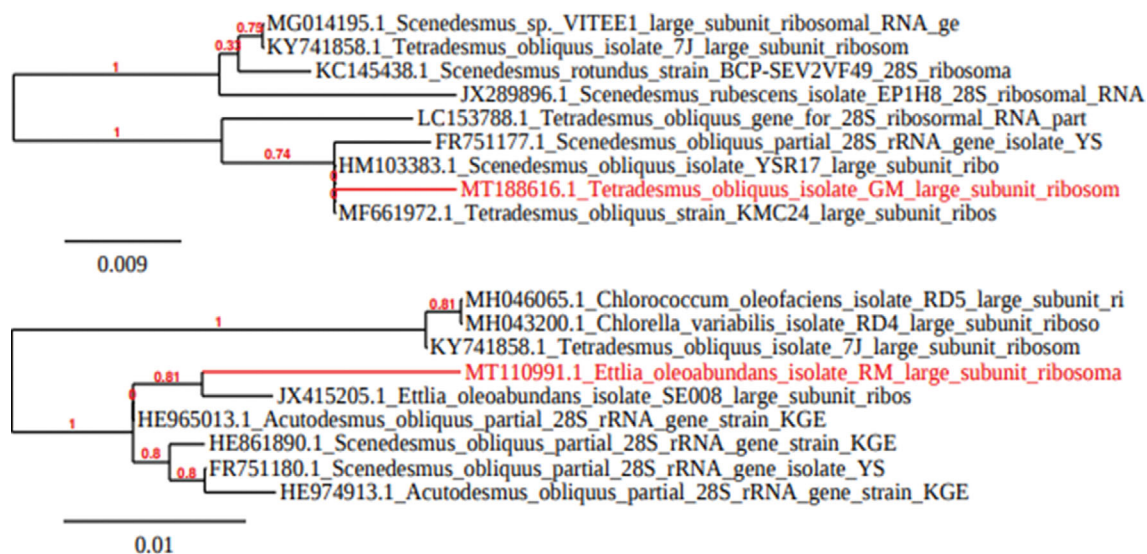 0.79
MG014195.1_Scenedesmus_sp._VITEE1_large_subunit_ribosomal_RNA_ge
0.33
KY741858.1_Tetradesmus_obliquus_isolate_7J_large_subunit_ribosom
1
KC145438.1_Scenedesmus_rotundus_strain_BCP-SEV2VF49_28S_ribosoma
JX289896.1_Scenedesmus_rubescens_isolate_EP1H8_28S_ribosomal_RNA
LC153788.1_Tetradesmus_obliquus_gene_for_28S_ribosormal_RNA_part
1
FR751177.1_Scenedesmus_obliquus_partial_28S_rRNA_gene_isolate_YS
0.74
HM103383.1_Scenedesmus_obliquus_isolate_YSR17_large_subunit_ribo
0
MT188616.1_Tetradesmus_obliquus_isolate_GM_large_subunit_ribosom
0
MF661972.1_Tetradesmus_obliquus_strain_KMC24_large_subunit_ribos
0.009
0.81
MH046065.1_Chlorococcum_oleofaciens_isolate_RD5_large_subunit_ri
1
MH043200.1_Chlorella_variabilis_isolate_RD4_large_subunit_riboso
KY741858.1_Tetradesmus_obliquus_isolate_7J_large_subunit_ribosom
0.81
MT110991.1_Ettlia_oleoabundans_isolate_RM_large_subunit_ribosoma
0
JX415205.1_Ettlia_oleoabundans_isolate_SE008_large_subunit_ribos
1
HE965013.1_Acutodesmus_obliquus_partial_28S_rRNA_gene_strain_KGE
0.8
HE861890.1_Scenedesmus_obliquus_partial_28S_rRNA_gene_strain_KGE
0.8
FR751180.1_Scenedesmus_obliquus_partial_28S_rRNA_gene_isolate_YS
HE974913.1_Acutodesmus_obliquus_partial_28S_rRNA_gene_strain_KGE
0.01